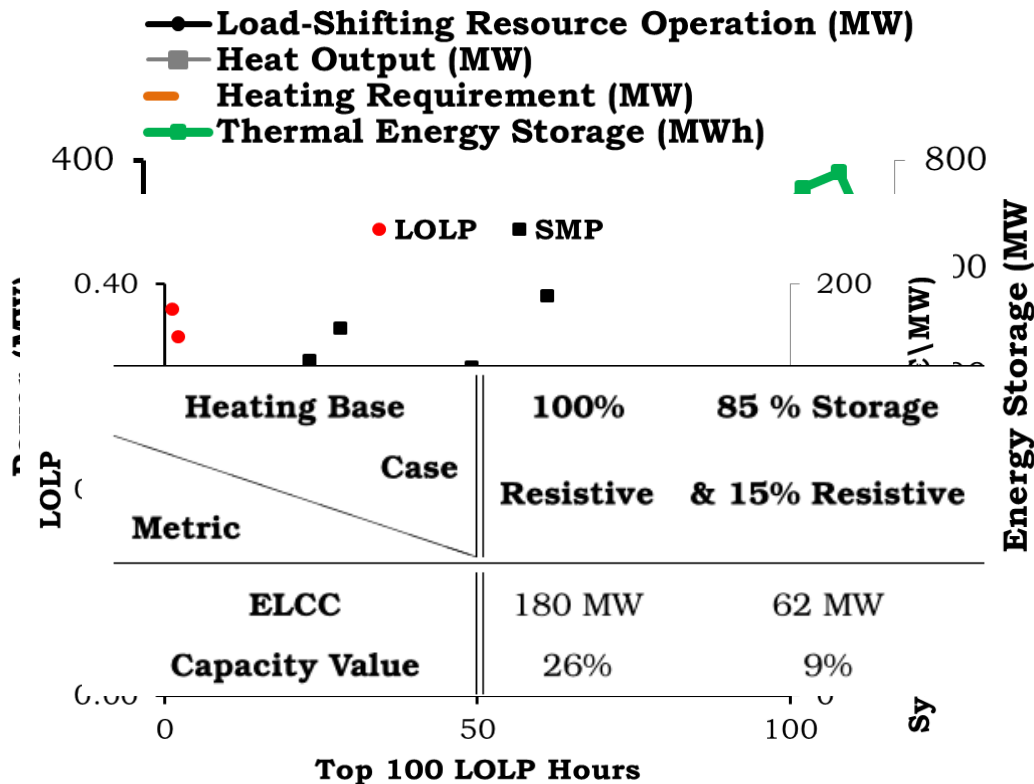 Load-Shifting Resource Operation (MW)
Heat Output (MW)
Heating Requirement (MW)
Thermal Energy Storage (MWh)
400
800
LOLP
SMP
0.40
200
Energy Storage (MW
LOLP
Heating Base
Case
Metric
100%
Resistive
85 % Storage
& 15% Resistive
ELCC
180 MW
62 MW
Capacity Value
26%
9%
Sy
0
50
100
Top 100 LOLP Hours